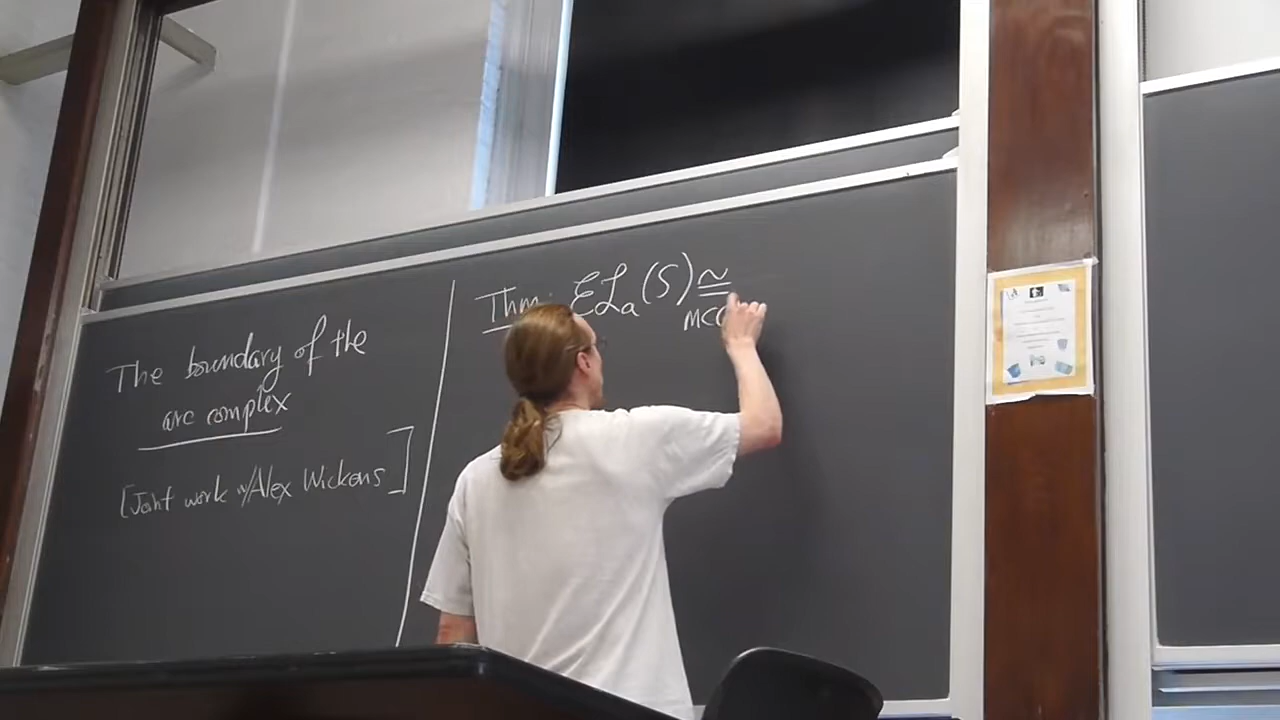 The boundary of the
arc complex
[Joint work w/Alex Wickens]
Thm: ℰℒa(S) ≅
MCG